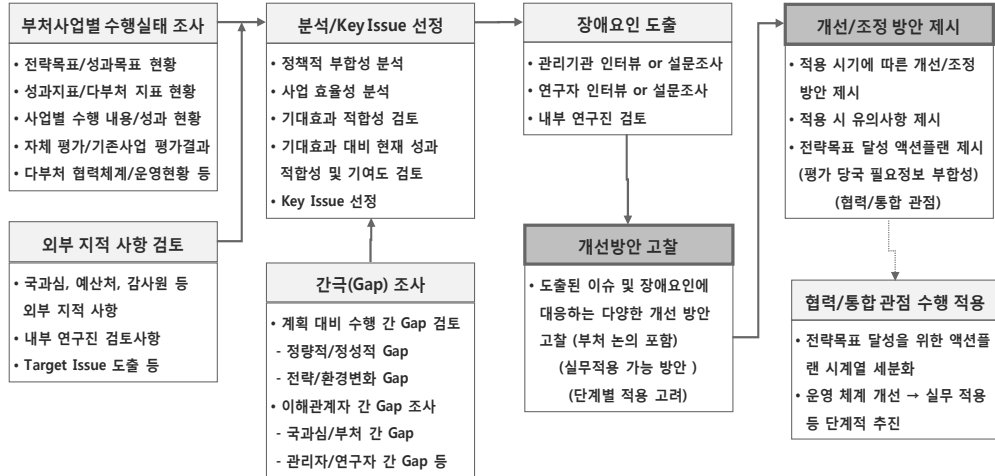 부처사업별 수행실태 조사
• 전략목표/성과목표 현황
• 성과지표/다부처 지표 현황
• 사업별 수행 내용/성과 현황
• 자체 평가/기존사업 평가결과
• 다부처 협력체계/운영현황 등
외부 지적 사항 검토
• 국과심, 예산처, 감사원 등
외부 지적 사항
• 내부 연구진 검토사항
• Target Issue 도출 등
분석/Key Issue 선정
• 정책적 부합성 분석
• 사업 효율성 분석
• 기대효과 적합성 검토
• 기대효과 대비 현재 성과
적합성 및 기여도 검토
• Key Issue 선정
간극(Gap) 조사
• 계획 대비 수행 간 Gap 검토
- 정량적/정성적 Gap
- 전략/환경변화 Gap
• 이해관계자 간 Gap 조사
- 국과심/부처 간 Gap
- 관리자/연구자 간 Gap 등
장애요인 도출
• 관리기관 인터뷰 or 설문조사
• 연구자 인터뷰 or 설문조사
• 내부 연구진 검토
개선방안 고찰
• 도출된 이슈 및 장애요인에
대응하는 다양한 개선 방안
고찰 (부처 논의 포함)
(실무적용 가능 방안 )
(단계별 적용 고려)
개선/조정 방안 제시
• 적용 시기에 따른 개선/조정
방안 제시
• 적용 시 유의사항 제시
• 전략목표 달성 액션플랜 제시
(평가 당국 필요정보 부합성)
(협력/통합 관점)
협력/통합 관점 수행 적용
• 전략목표 달성을 위한 액션플
랜 시계열 세분화
• 운영 체계 개선 → 실무 적용
등 단계적 추진